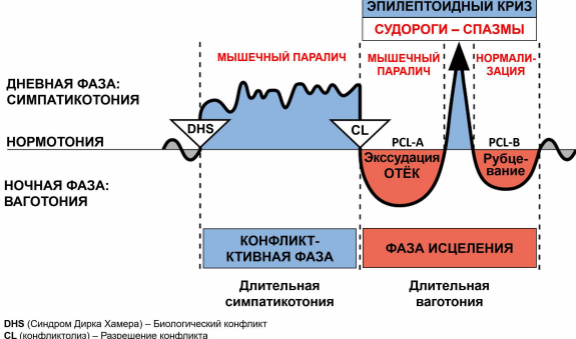 ЭПИЛЕПТОИДНЫЙ КРИЗ
СУДОРОГИ – СПАЗМЫ
МЫШЕЧНЫЙ ПАРАЛИЧ
МЫШЕЧНЫЙ
ПАРАЛИЧ
НОРМАЛИ-
ЗАЦИЯ
ДНЕВНАЯ ФАЗА:
СИМПАТИКОТОНИЯ
DHS
CL
НОРМОТОНИЯ
PCL-A
PCL-B
Экссудация
ОТЁК
Рубце-
вание
НОЧНАЯ ФАЗА:
ВАГОТОНИЯ
КОНФЛИКТ-
КТИВНАЯ ФАЗА
ФАЗА ИСЦЕЛЕНИЯ
Длительная
симпатикотония
Длительная
ваготония
DHS (Синдром Дирка Хамера) – Биологический конфликт
CL (конфликтолиз) – Разрешение конфликта